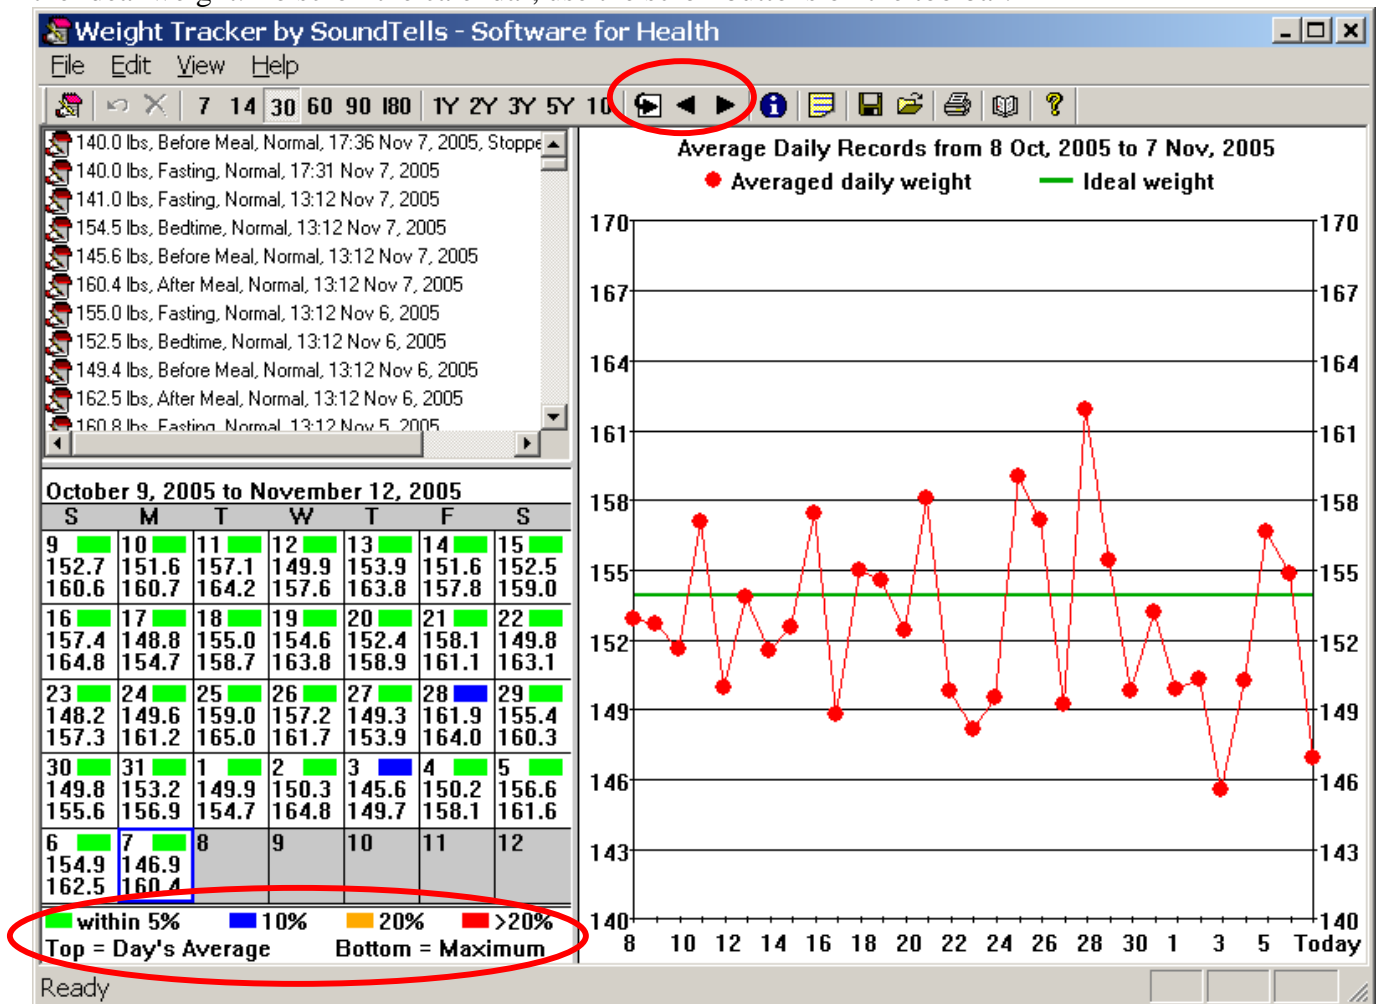 Weight Tracker by SoundTells - Software for Health
File Edit View Help
7 14 30 60 90 180 1Y 2Y 3Y 5Y 10
140.0 lbs, Before Meal, Normal, 17:36 Nov 7, 2005, Stoppe
140.0 lbs, Fasting, Normal, 17:31 Nov 7, 2005
141.0 lbs, Fasting, Normal, 13:12 Nov 7, 2005
154.5 lbs, Bedtime, Normal, 13:12 Nov 7, 2005
145.6 lbs, Before Meal, Normal, 13:12 Nov 7, 2005
160.4 lbs, After Meal, Normal, 13:12 Nov 7, 2005
155.0 lbs, Fasting, Normal, 13:12 Nov 6, 2005
152.5 lbs, Bedtime, Normal, 13:12 Nov 6, 2005
149.4 lbs, Before Meal, Normal, 13:12 Nov 6, 2005
162.5 lbs, After Meal, Normal, 13:12 Nov 6, 2005
160.8 lbs, Fasting, Normal, 13:12 Nov 5, 2005
October 9, 2005 to November 12, 2005
S M T W T F S
9 10 11 12 13 14 15
152.7 151.6 157.1 149.9 153.9 151.6 152.5
160.6 160.7 164.2 157.6 163.8 157.8 159.0
16 17 18 19 20 21 22
157.4 148.8 155.0 154.6 152.4 158.1 149.8
164.8 154.7 158.7 163.8 158.9 161.1 163.1
23 24 25 26 27 28 29
148.2 149.6 159.0 157.2 149.3 161.9 155.4
157.3 161.2 165.0 161.7 153.9 164.0 160.3
30 31 1 2 3 4 5
149.8 153.2 149.9 150.3 145.6 150.2 156.6
155.6 156.9 154.7 164.8 149.7 158.1 161.6
6 7 8 9 10 11 12
154.9 146.9
162.5 160.4
within 5% 10% 20% >20%
Top = Day's Average Bottom = Maximum
Average Daily Records from 8 Oct, 2005 to 7 Nov, 2005
Averaged daily weight Ideal weight
170 170
167 167
164 164
161 161
158 158
155 155
152 152
149 149
146 146
143 143
140 140
8 10 12 14 16 18 20 22 24 26 28 30 1 3 5 Today
Ready